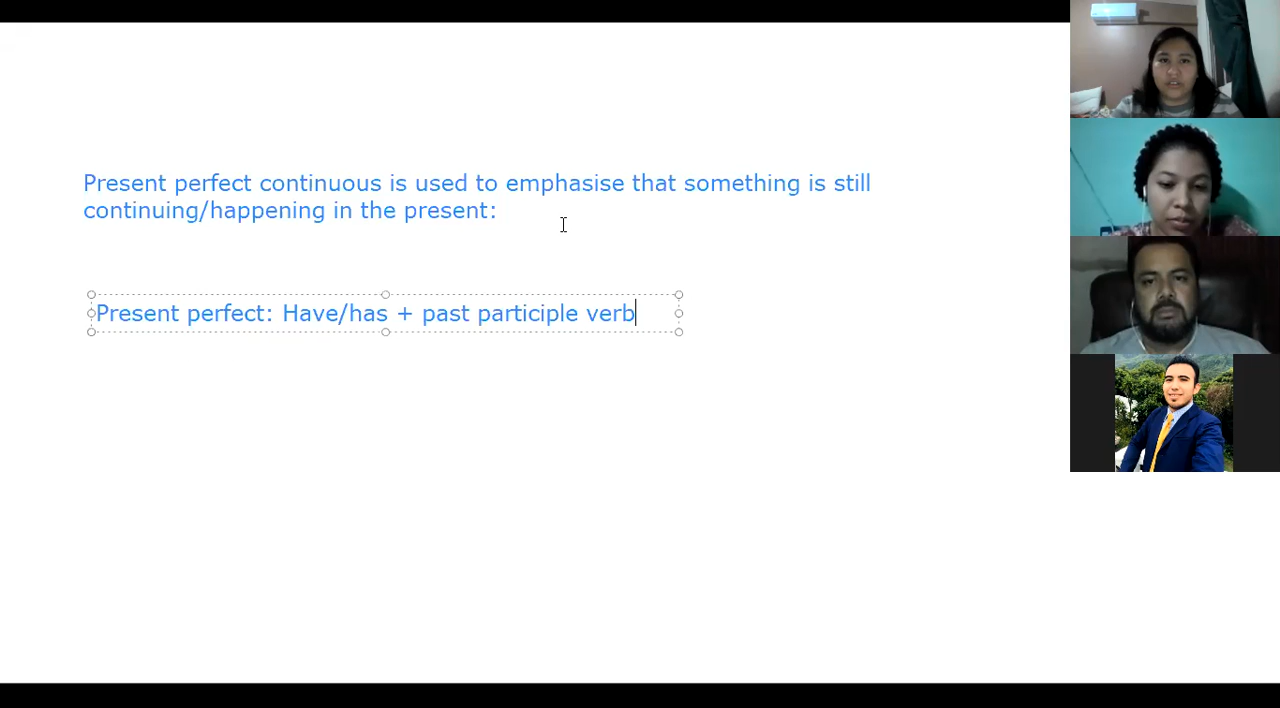 Present perfect continuous is used to emphasise that something is still
continuing/happening in the present:
Present perfect: Have/has + past participle verb